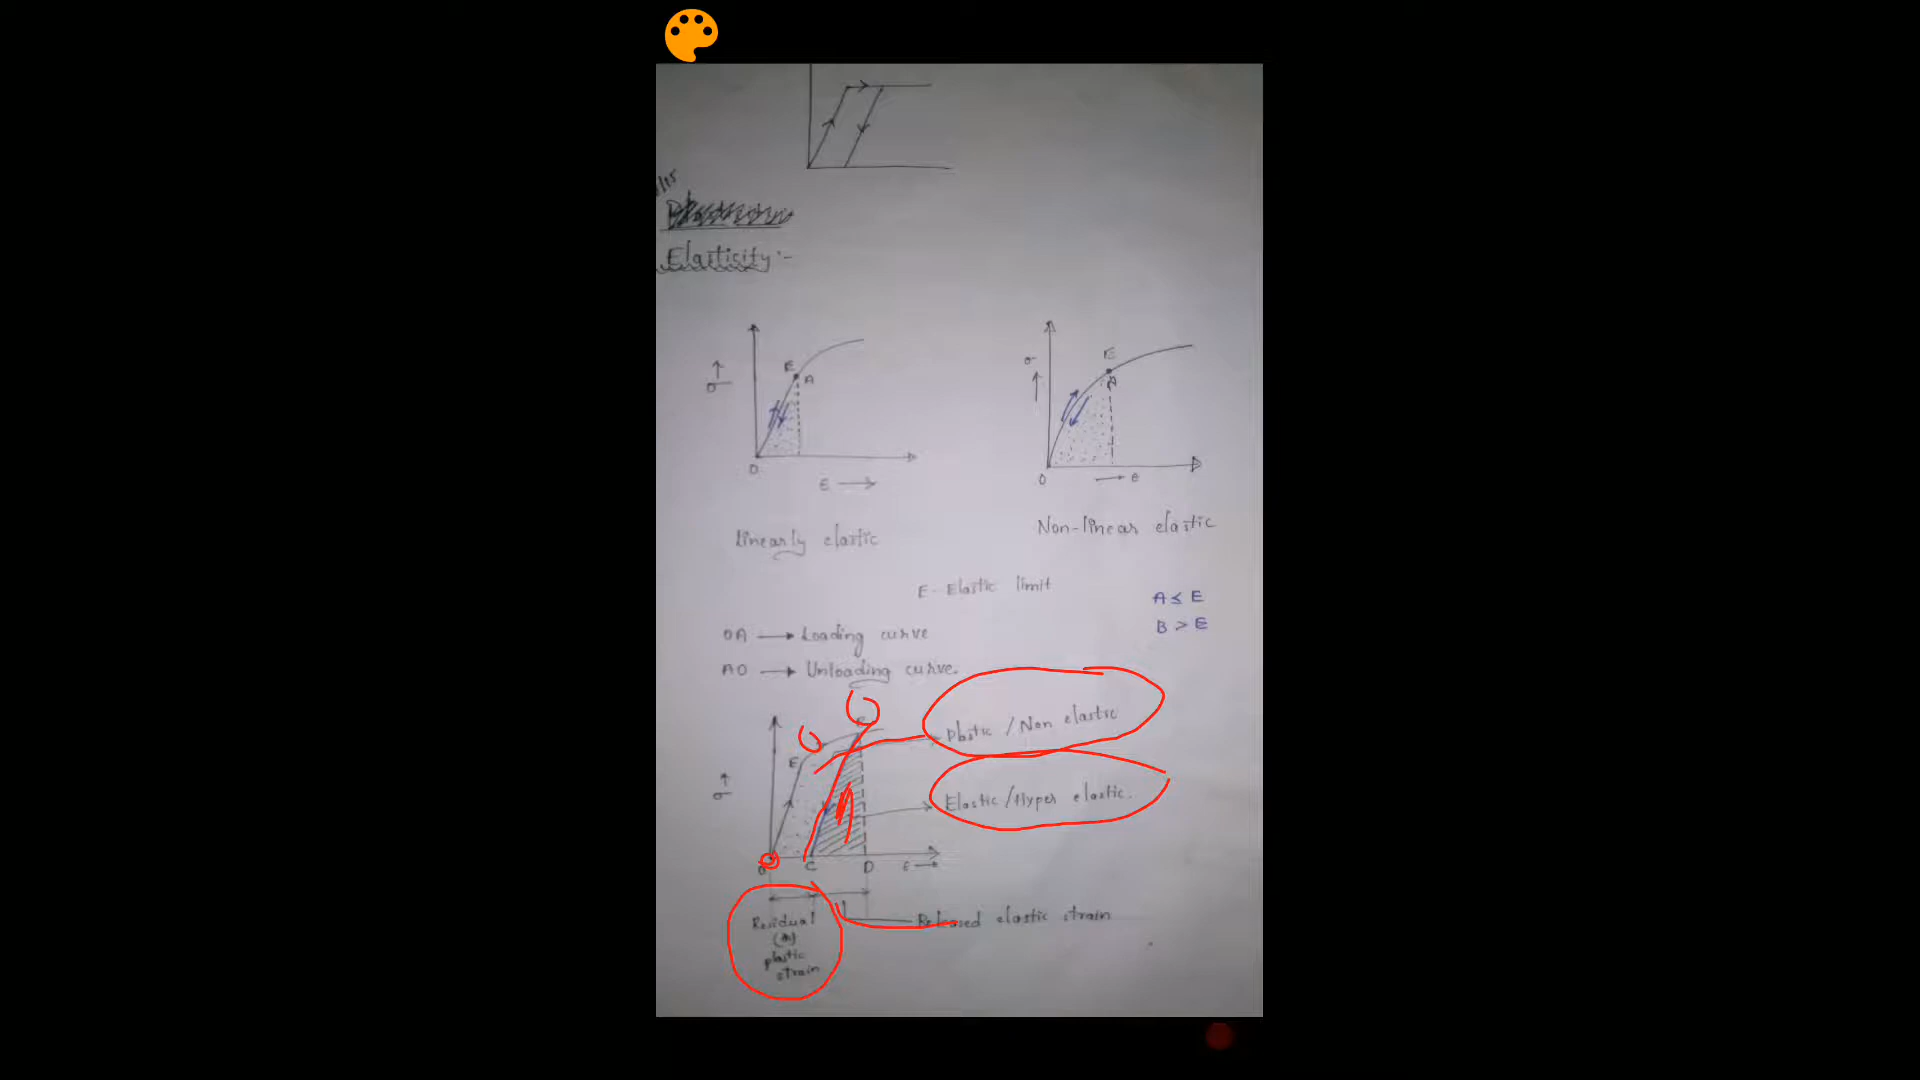 Elasticity :-
E
A
σ
O
E
Linearly elastic
E
A
σ
O
e
Non-linear elastic
E - Elastic limit
A ≤ E
B > E
OA → Loading curve
AO → Unloading curve.
E
σ
C
D
Plastic / Non elastic
Elastic / Hyper elastic.
Released elastic strain
Residual
plastic
strain